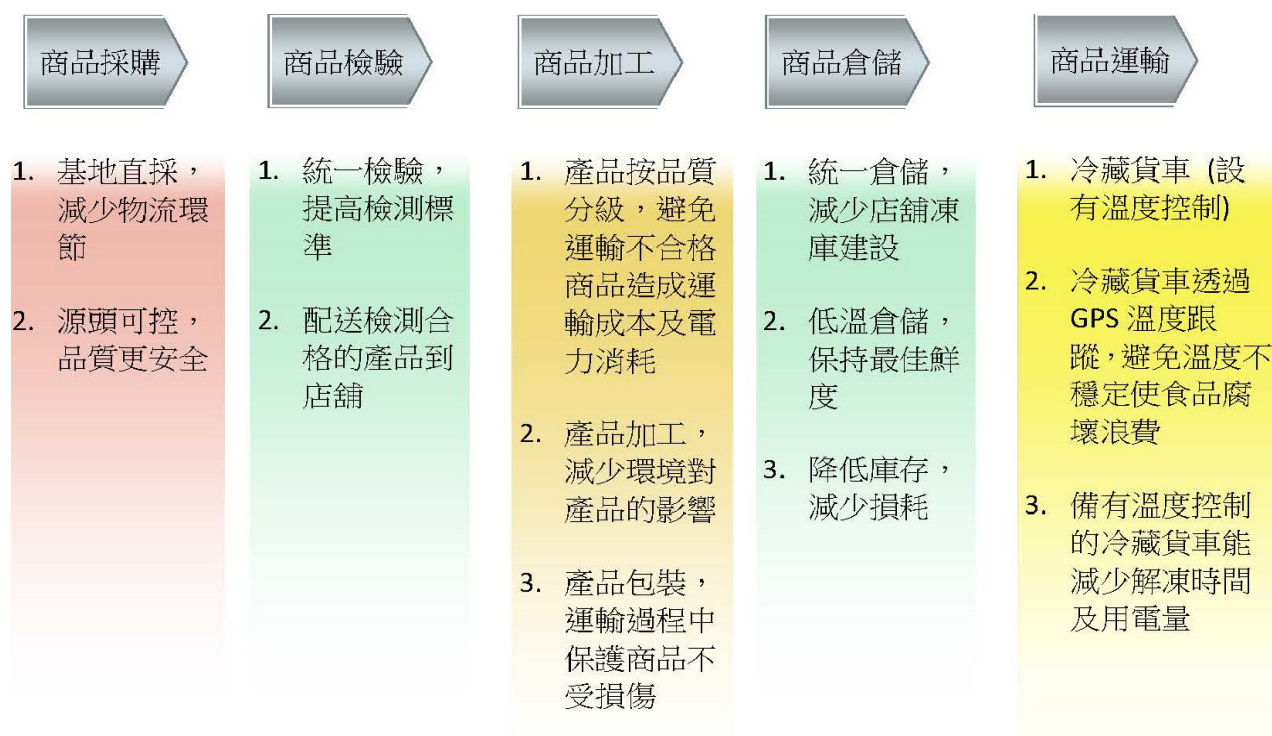 商品採購
1. 基地直採，
減少物流環
節
2. 源頭可控，
品質更安全
商品檢驗
1. 統一檢驗，
提高檢測標
準
2. 配送檢測合
格的產品到
店舖
商品加工
1. 產品按品質
分級，避免
運輸不合格
商品造成運
輸成本及電
力消耗
2. 產品加工，
減少環境對
產品的影響
3. 產品包裝，
運輸過程中
保護商品不
受損傷
商品倉儲
1. 統一倉儲，
減少店舖凍
庫建設
2. 低溫倉儲，
保持最佳鮮
度
3. 降低庫存，
減少損耗
商品運輸
1. 冷藏貨車 (設
有溫度控制)
2. 冷藏貨車透過
GPS 溫度跟
蹤，避免溫度不
穩定使食品腐
壞浪費
3. 備有溫度控制
的冷藏貨車能
減少解凍時間
及用電量